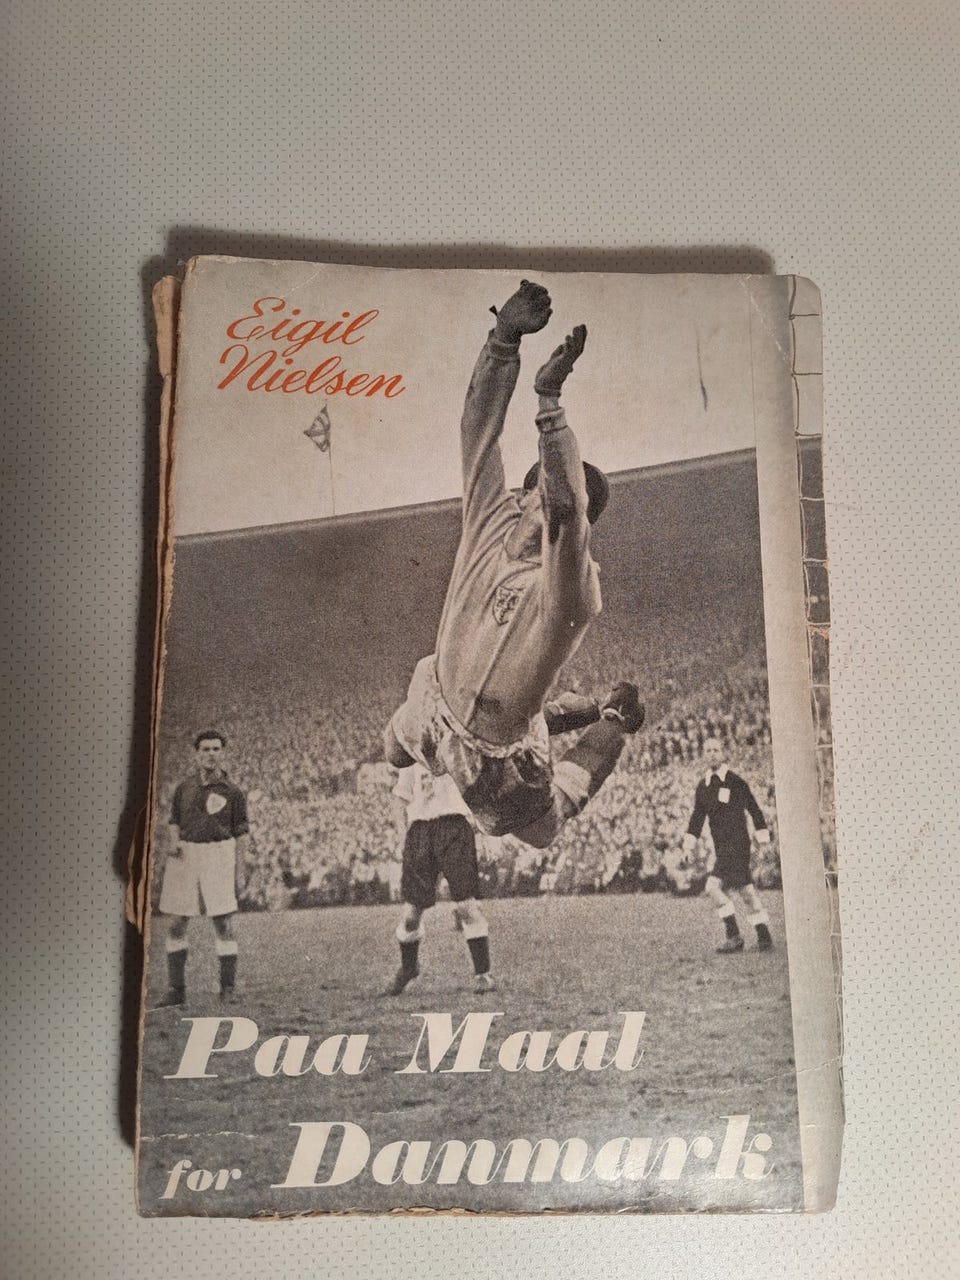 Eigil
Nielsen
Paa Maal
for Danmark